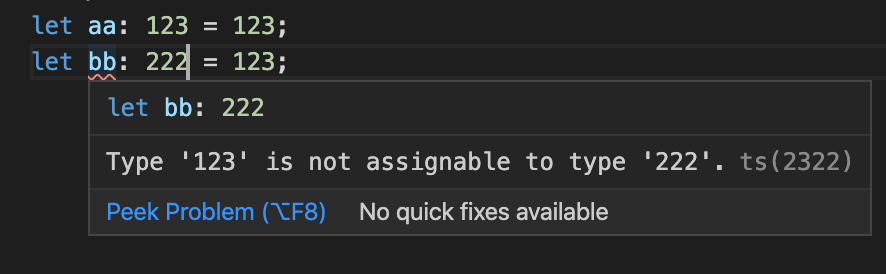 let aa: 123 = 123;
let bb: 222 = 123;
let bb: 222
Type '123' is not assignable to type '222'. ts(2322)
Peek Problem (⌥F8) No quick fixes available